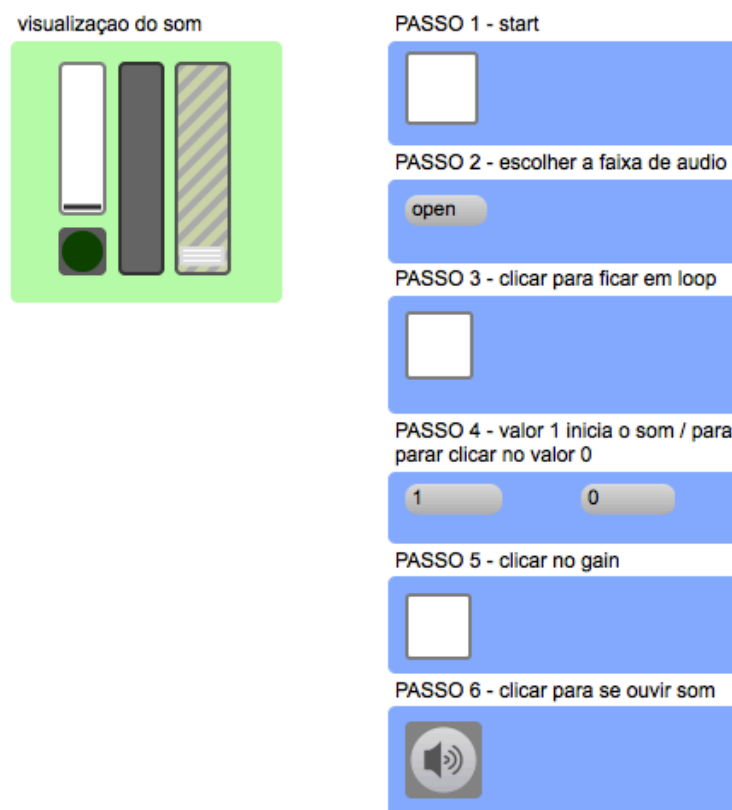 visualizaçao do som
PASSO 1 - start
PASSO 2 - escolher a faixa de audio
open
PASSO 3 - clicar para ficar em loop
PASSO 4 - valor 1 inicia o som / para
parar clicar no valor 0
1
0
PASSO 5 - clicar no gain
PASSO 6 - clicar para se ouvir som